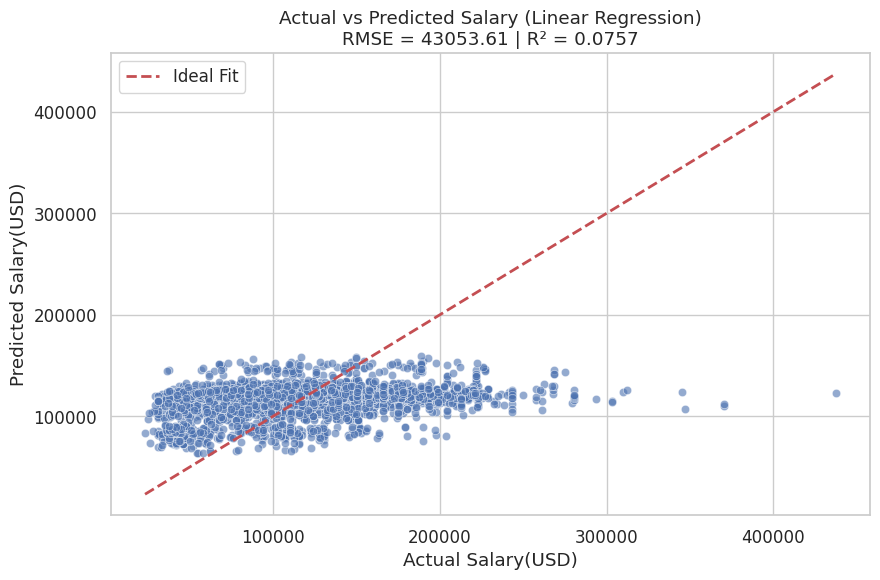 Actual vs Predicted Salary (Linear Regression)
RMSE = 43053.61 | R² = 0.0757
Ideal Fit
400000
300000
200000
100000
Predicted Salary(USD)
100000
200000
300000
400000
Actual Salary(USD)